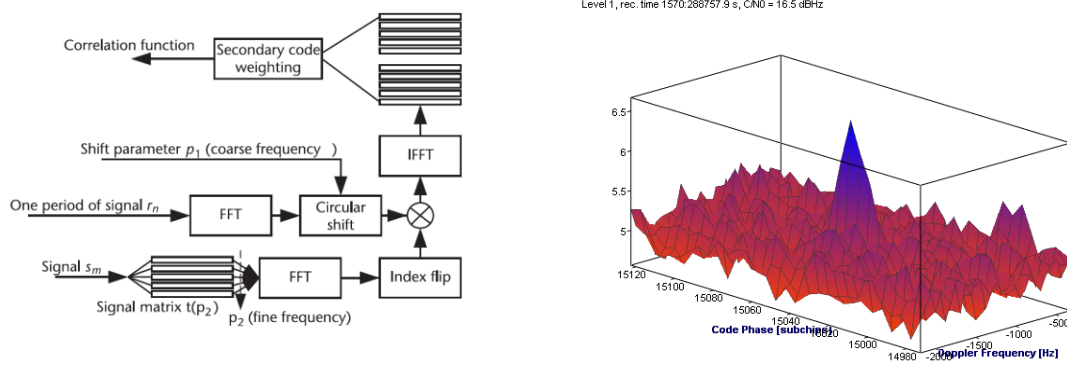 Correlation function
Secondary code
weighting
Shift parameter p₁ (coarse frequency )
IFFT
One period of signal rₙ
FFT
Circular
shift
Signal sₘ
FFT
Index flip
Signal matrix t(p₂)
p₂ (fine frequency)
Level 1, rec. time 1570:288757.9 s, C/N0 = 16.5 dBHz
6.5
6
5.5
5
15120
15100
15080
15060
15040
15020
15000
14980
Code Phase [subchips]
-2000
-1500
-1000
-500
Doppler Frequency [Hz]